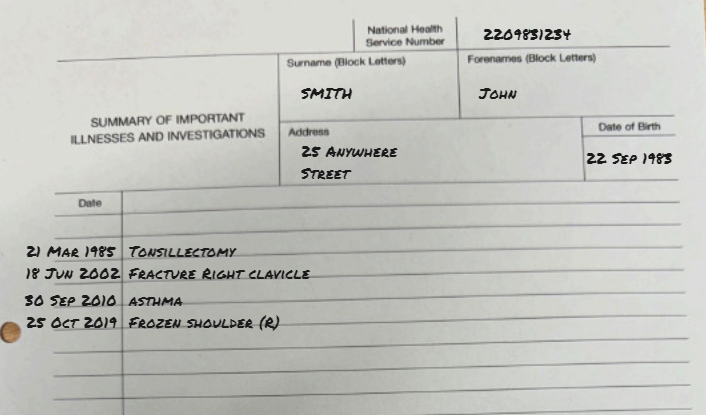 National Health
Service Number
2209831234
Surname (Block Letters)
Forenames (Block Letters)
SMITH
JOHN
SUMMARY OF IMPORTANT
ILLNESSES AND INVESTIGATIONS
Address
Date of Birth
25 ANYWHERE
STREET
22 SEP 1983
Date
21 MAR 1985 TONSILLECTOMY
18 JUN 2002 FRACTURE RIGHT CLAVICLE
30 SEP 2010 ASTHMA
25 OCT 2019 FROZEN SHOULDER (R)